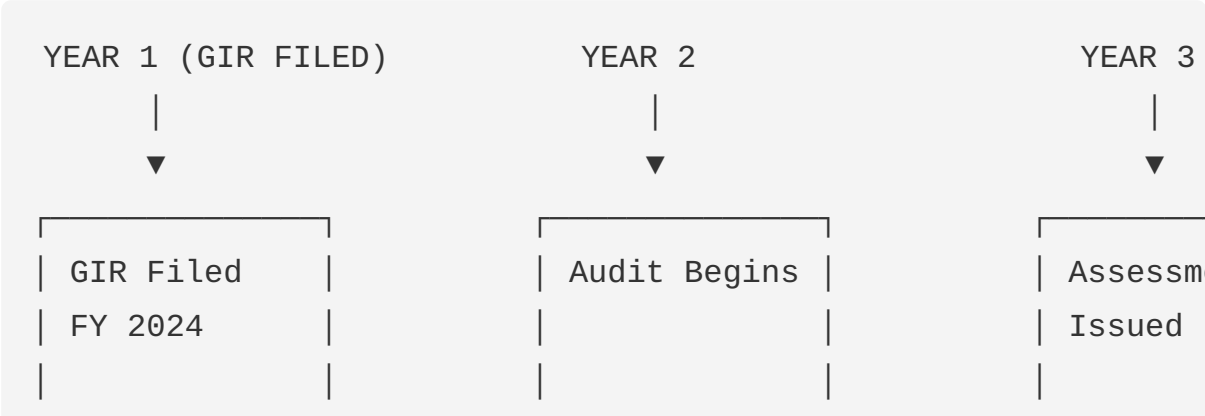 YEAR 1 (GIR FILED) YEAR 2 YEAR 3
GIR Filed Audit Begins
FY 2024 Issued